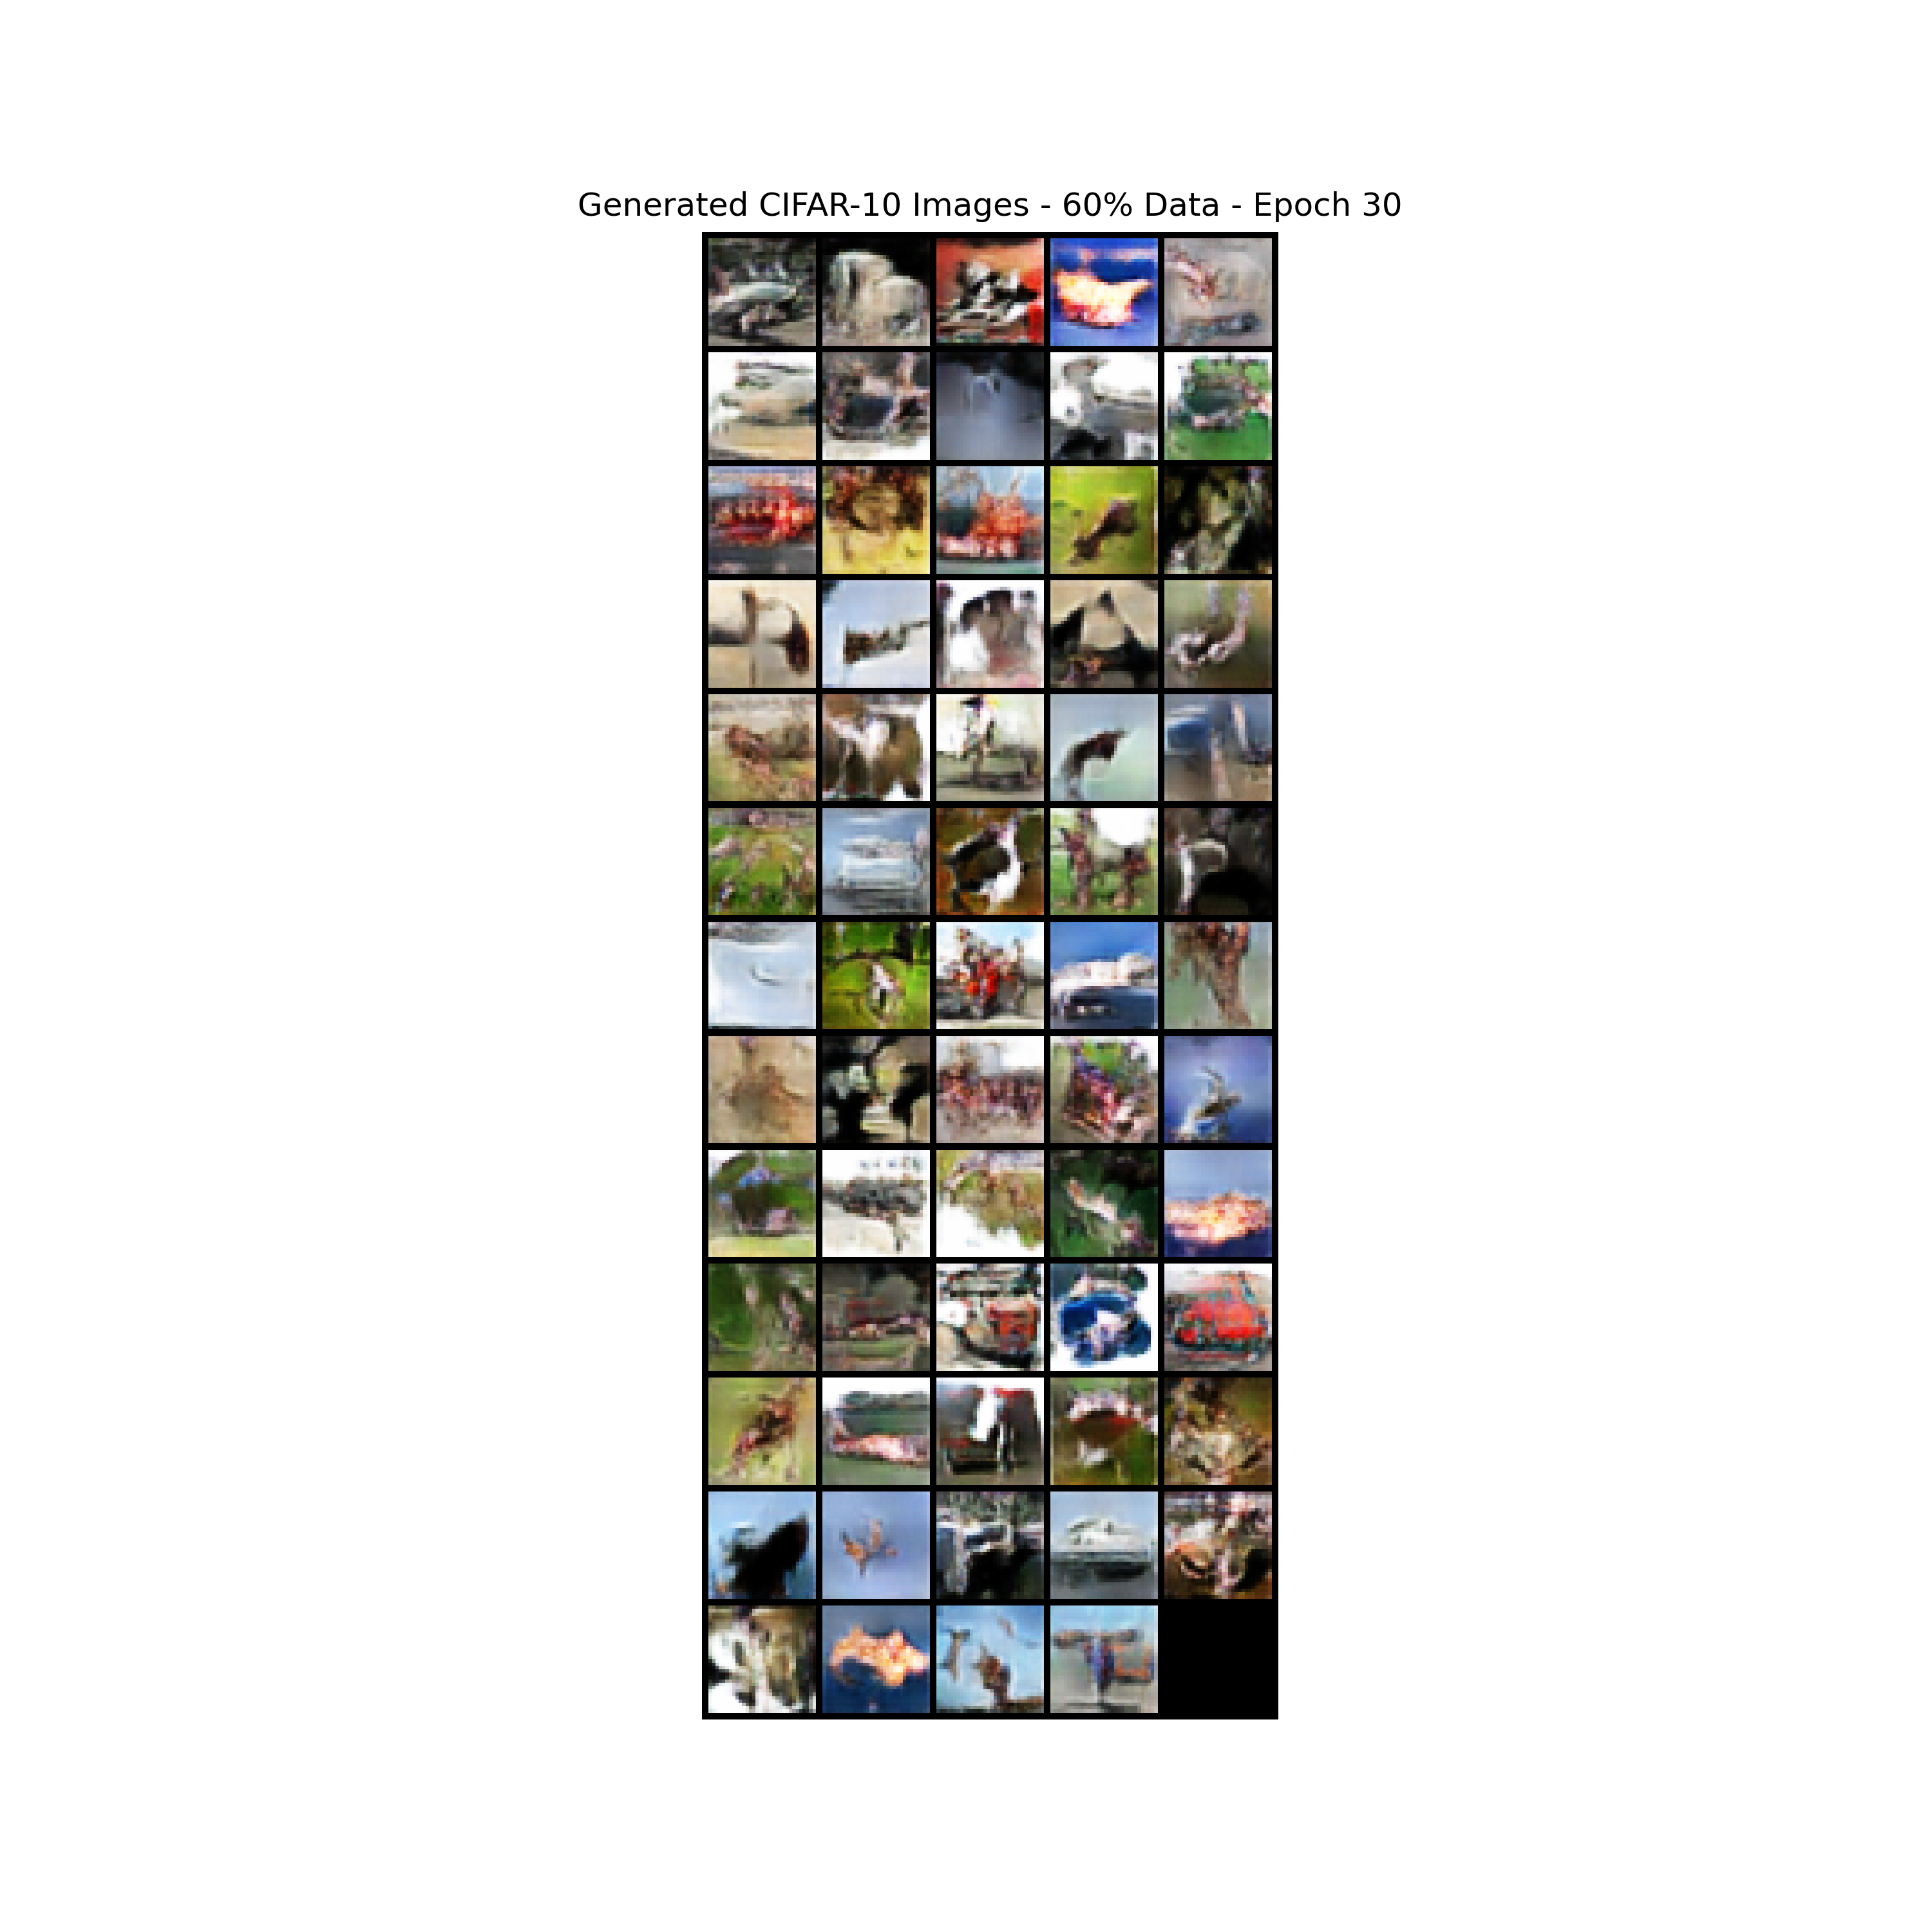 Generated CIFAR-10 Images - 60% Data - Epoch 30